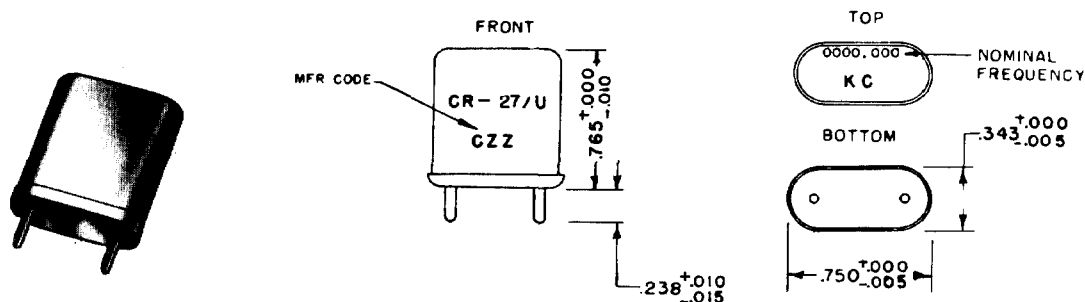 FRONT
MFR CODE
CR-27/U
CZZ
.765 +.000 -.010
.238 +.010 -.015
TOP
0000.000
KC
NOMINAL
FREQUENCY
BOTTOM
.343 +.000 -.005
.750 +.000 -.005